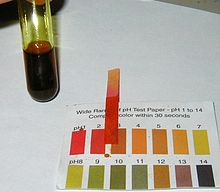 Wide Range pH Test Paper - pH 1 to 14
Compare color within 30 seconds
pH1 2 3 4 5 6 7
pH8 9 10 11 12 13 14